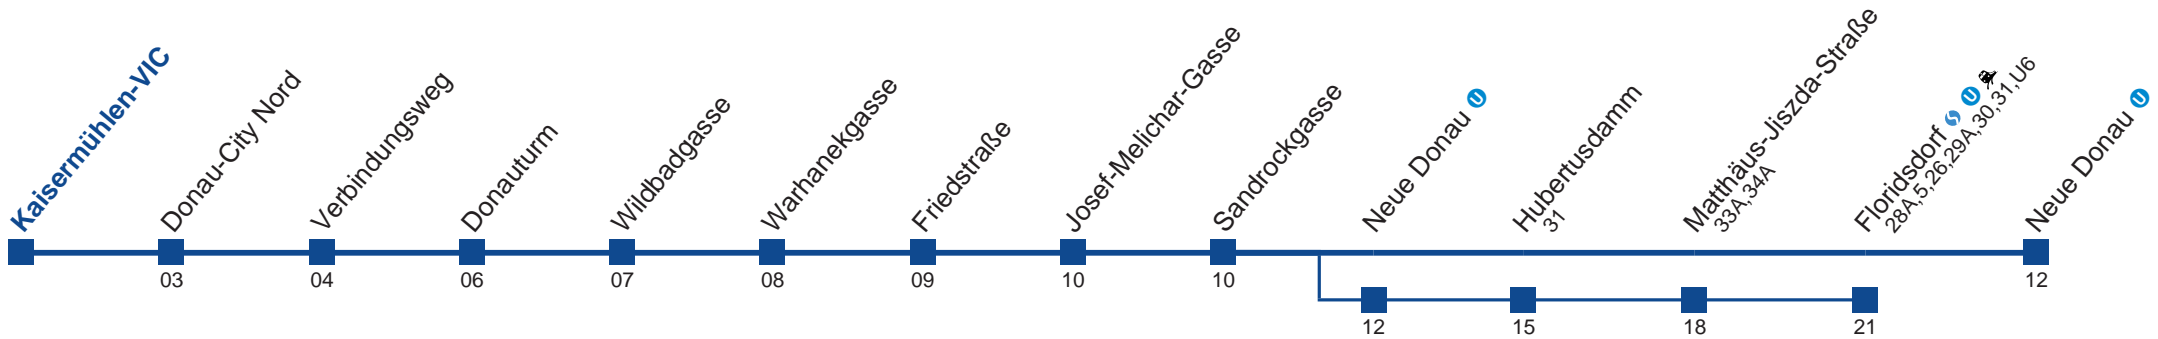 Kaisermühlen-VIC
Donau-City Nord
Verbindungsweg
Donauturm
Wildbadgasse
Warhanekgasse
Friedstraße
Josef-Melichar-Gasse
Sandrockgasse
Neue Donau U
Hubertusdamm
31
Matthäus-Jiszda-Straße
33A,34A
Floridsdorf S U
28A,5,26,29A,30,31,U6
Neue Donau U
03 04 06 07 08 09 10 10 12
12 15 18 21